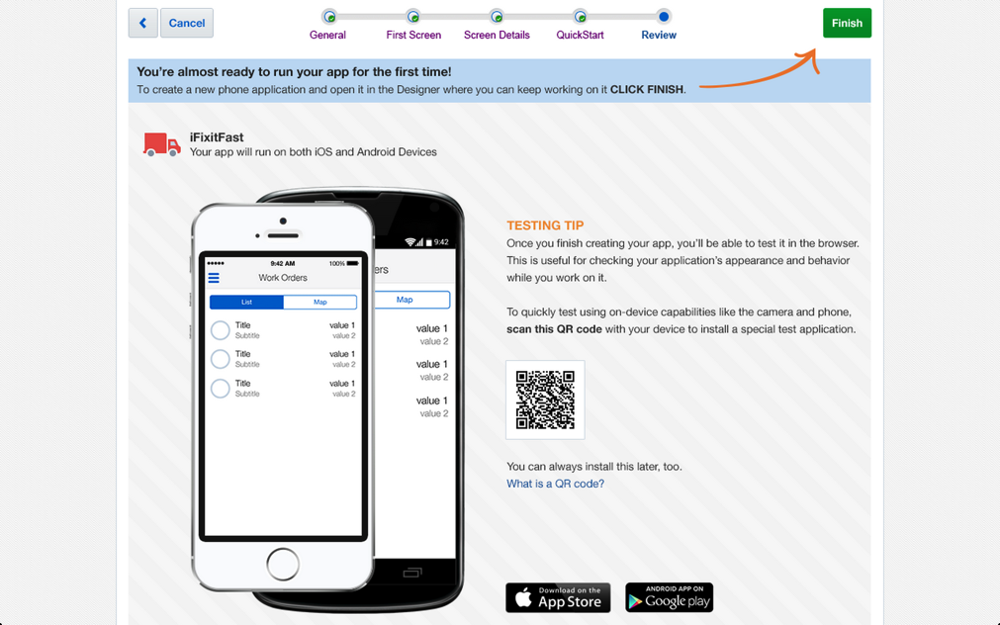 Cancel
General
First Screen
Screen Details
QuickStart
Review
Finish
You're almost ready to run your app for the first time!
To create a new phone application and open it in the Designer where you can keep working on it CLICK FINISH.
iFixitFast
Your app will run on both iOS and Android Devices
9:42
9:42 AM
100%
Work Orders
ers
List
Map
Map
Title
value 1
Subtitle
value 2
Title
value 1
Subtitle
value 2
Title
value 1
Subtitle
value 2
value 1
value 2
value 1
value 2
value 1
value 2
TESTING TIP
Once you finish creating your app, you'll be able to test it in the browser.
This is useful for checking your application's appearance and behavior
while you work on it.
To quickly test using on-device capabilities like the camera and phone,
scan this QR code with your device to install a special test application.
You can always install this later, too.
What is a QR code?
Download on the
App Store
ANDROID APP ON
Google play